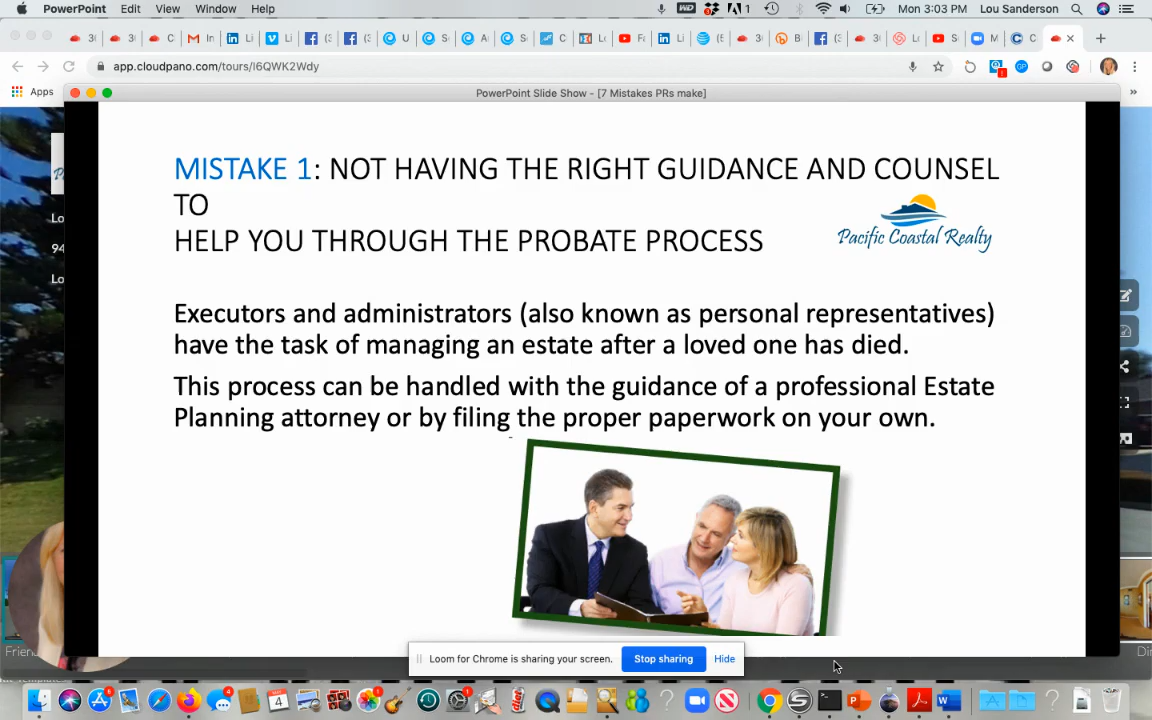 PowerPoint Edit View Window Help Mon 3:03 PM Lou Sanderson
app.cloudpano.com/tours/l6QWK2Wdy
Apps
PowerPoint Slide Show - [7 Mistakes PRs make]
MISTAKE 1: NOT HAVING THE RIGHT GUIDANCE AND COUNSEL
TO
HELP YOU THROUGH THE PROBATE PROCESS
Pacific Coastal Realty
Executors and administrators (also known as personal representatives)
have the task of managing an estate after a loved one has died.
This process can be handled with the guidance of a professional Estate
Planning attorney or by filing the proper paperwork on your own.
Lo
94
Lo
Loom for Chrome is sharing your screen. Stop sharing Hide